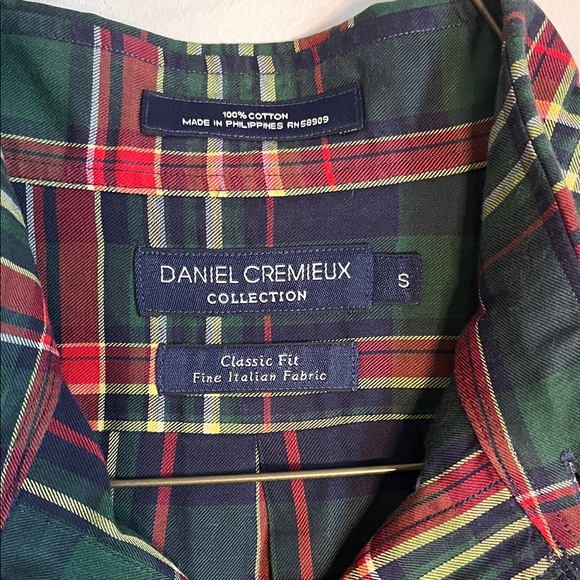 100% COTTON
MADE IN PHILIPPINES RN58909
DANIEL CREMIEUX
COLLECTION
S
Classic Fit
Fine Italian Fabric